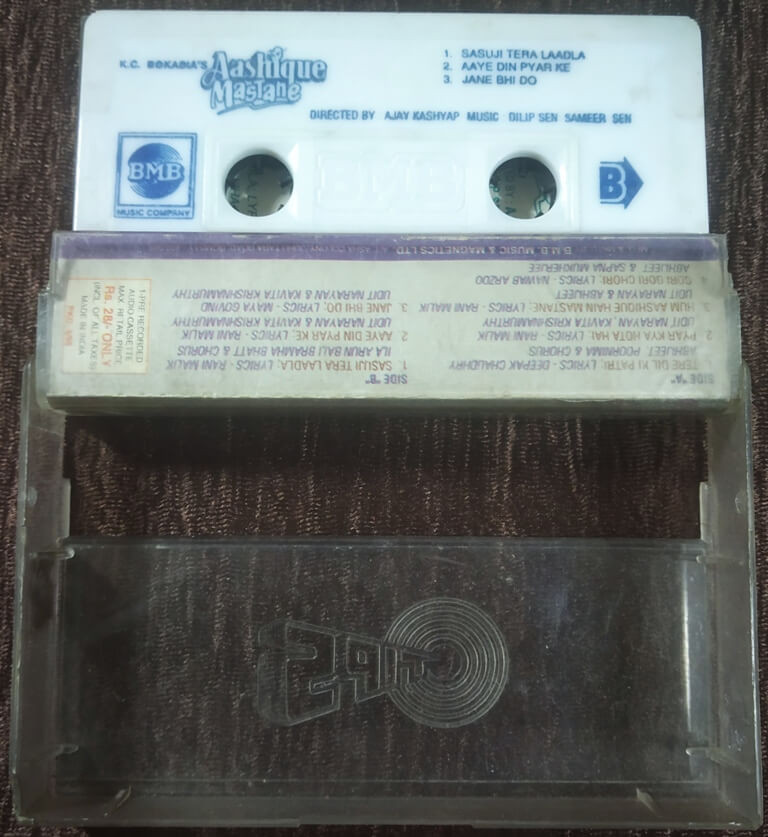 K.C. BOKADIA'S
Aashique
Mastane
1. SASUJI TERA LAADLA
2. AAYE DIN PYAR KE
3. JANE BHI DO
DIRECTED BY AJAY KASHYAP MUSIC DILIP SEN SAMEER SEN
BMB
MUSIC COMPANY
BMB
B
B.M.B. MUSIC & MAGNETICS LTD
SIDE "A"
TERE DIL KI PATRI: LYRICS - DEEPAK CHAUDHRY
ABHIJEET POURNIMA & CHORUS
2. PYAR KYA HOTA HAI: LYRICS - RANI MALIK
UDIT NARAYAN, KAVITA KRISHNAMURTHY
3. HUM AASHIQUE HAIN MASTANE: LYRICS - RANI MALIK
UDIT NARAYAN & ABHIJEET
4. GORI GORI CHORI: LYRICS - NAWAB ARZOO
ABHIJEET & SAPNA MUKHERJEE
SIDE "B"
1. SASUJI TERA LAADLA: LYRICS - RANI MALIK
ILA ARUN BALI BRAMHA BHATT & CHORUS
2. AAYE DIN PYAR KE: LYRICS - RANI MALIK
UDIT NARAYAN & KAVITA KRISHNAMURTHY
3. JANE BHI DO: LYRICS - MAYA GOVIND
UDIT NARAYAN & KAVITA KRISHNAMURTHY
1-PRE RECORDED
AUDIO CASSETTE
MAX. RETAIL PRICE
Rs. 28/- ONLY
(INCL. OF ALL TAXES)
MADE IN INDIA